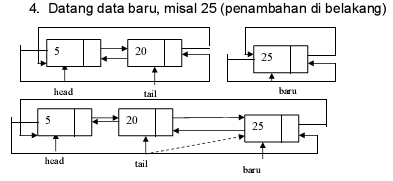 4. Datang data baru, misal 25 (penambahan di belakang)
5 20 25
head tail baru
5 20 25
head tail baru